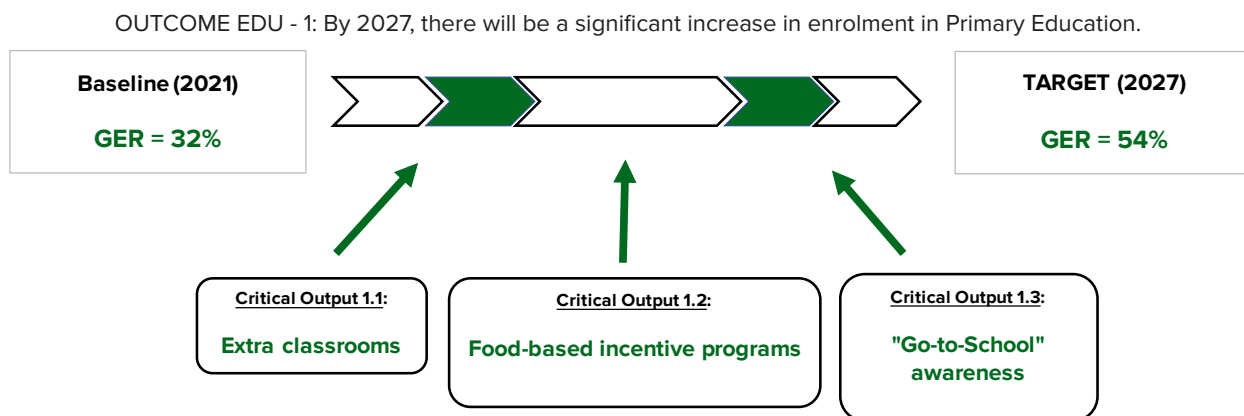 OUTCOME EDU - 1: By 2027, there will be a significant increase in enrolment in Primary Education.
Baseline (2021)
GER = 32%
TARGET (2027)
GER = 54%
Critical Output 1.1:
Extra classrooms
Critical Output 1.2:
Food-based incentive programs
Critical Output 1.3:
"Go-to-School"
awareness